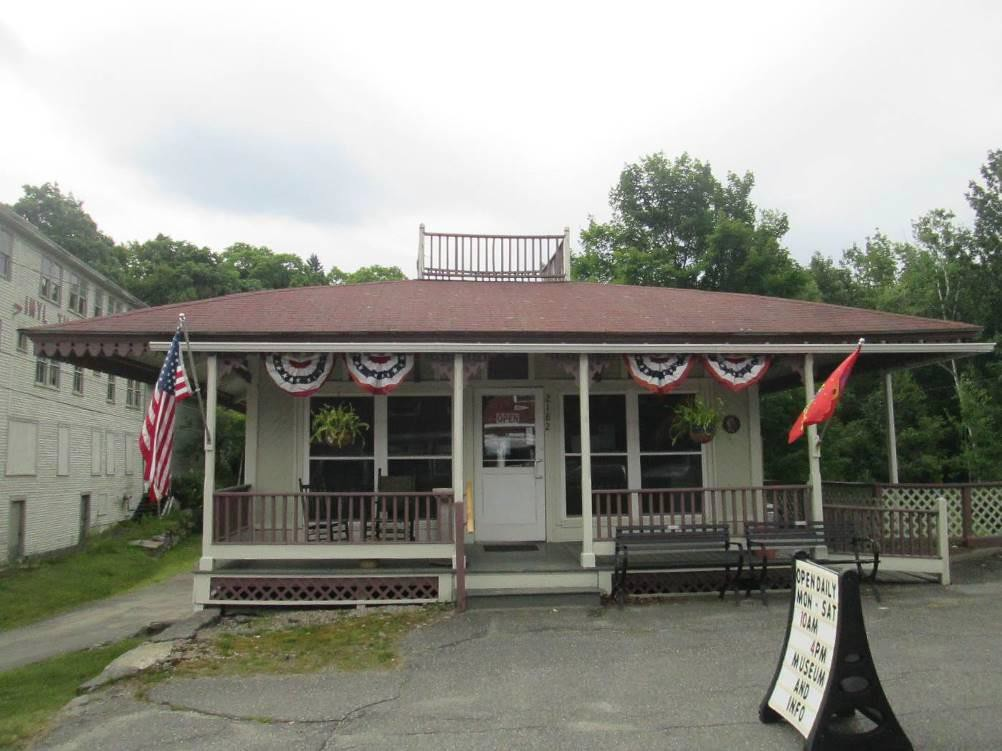 OPEN
2182
OPEN DAILY
MON - SAT
10AM
4PM
MUSEUM
AND
INFO